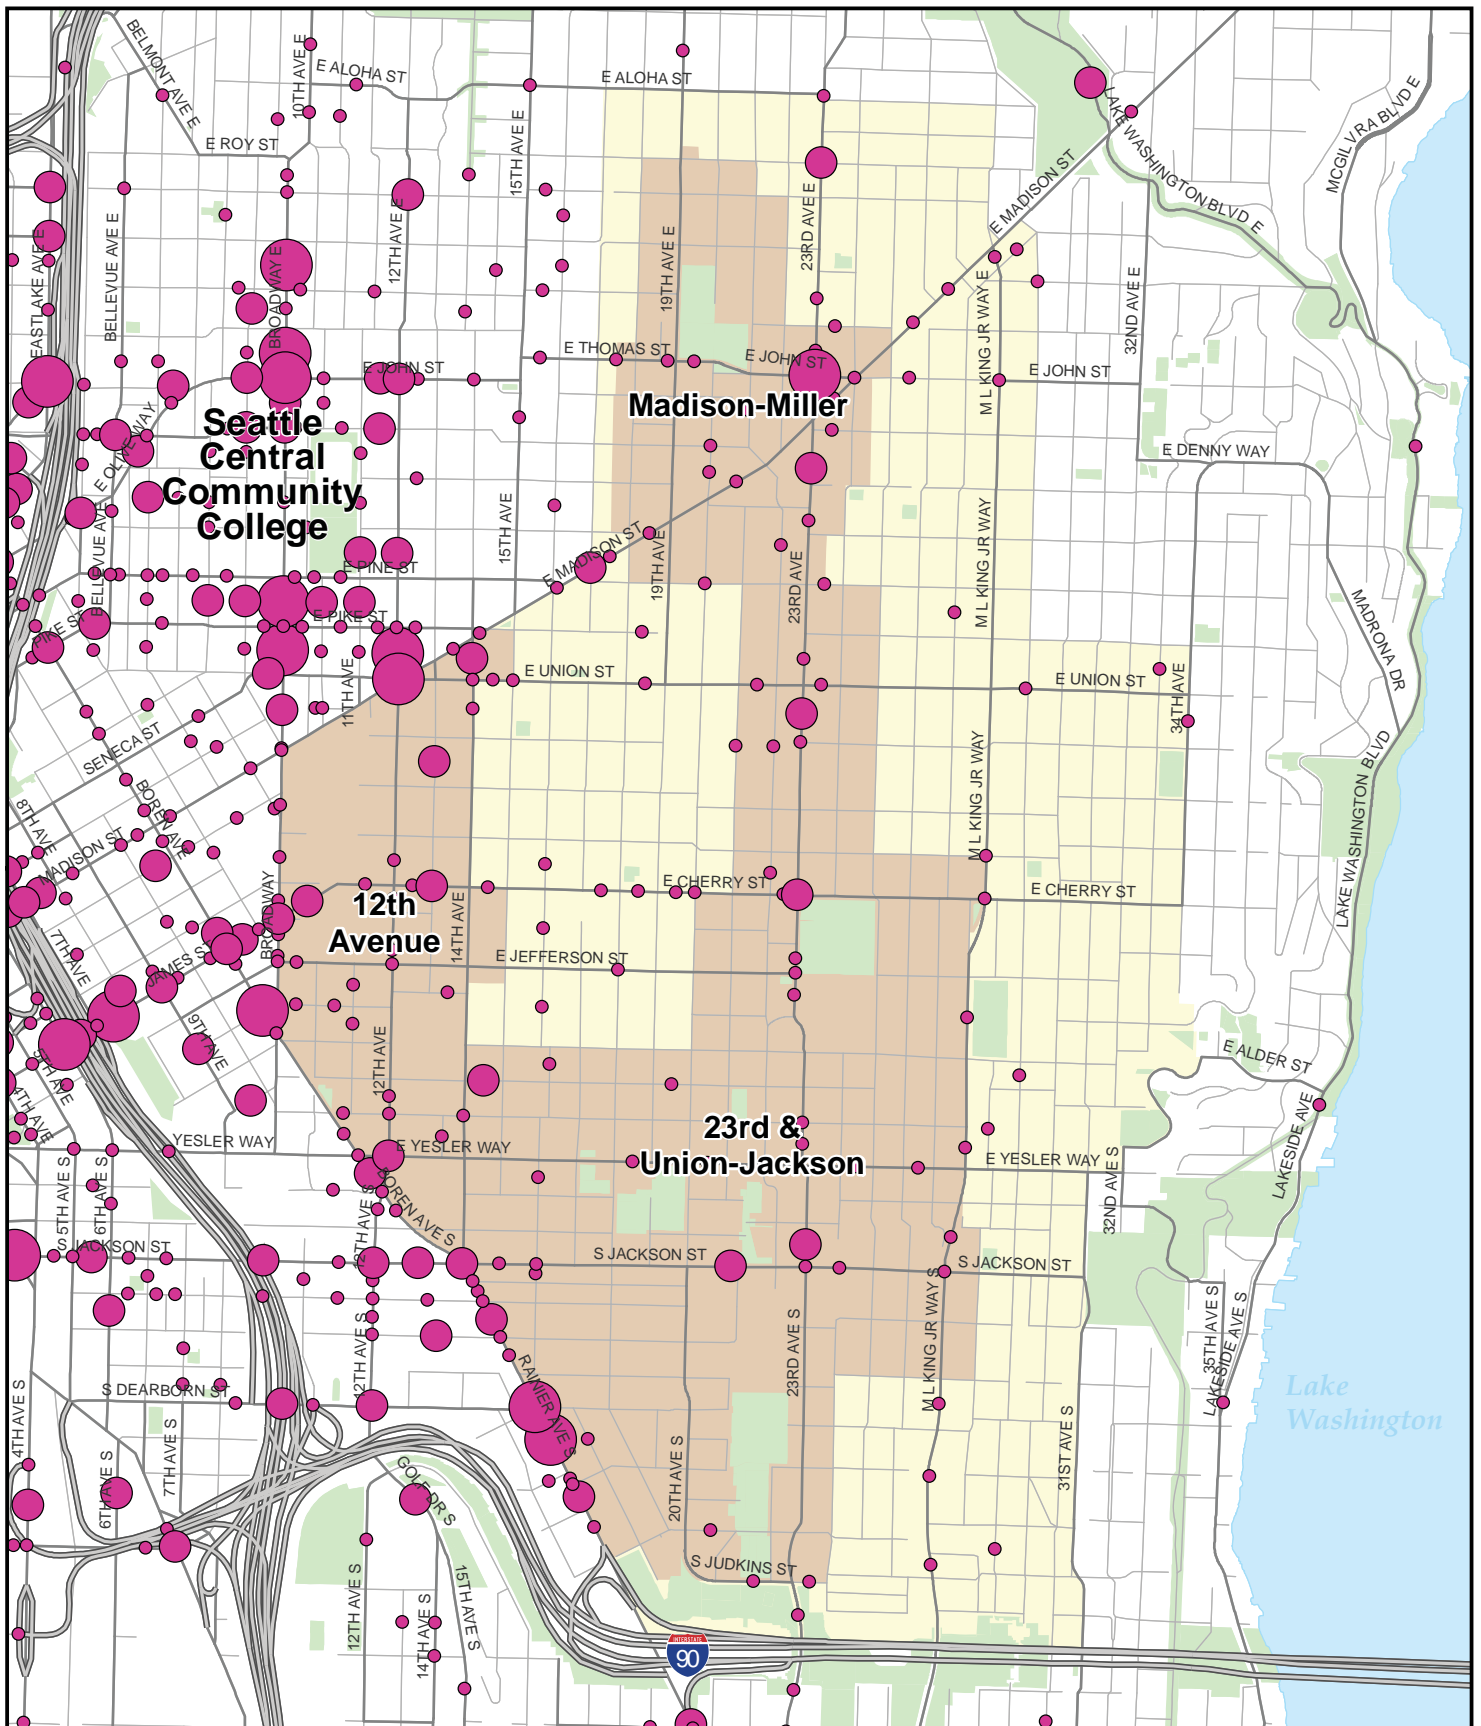 BELMONT AVE E
10TH AVE E
E ALOHA ST
E ALOHA ST
LAKE WASHINGTON BLVD E
MCGILVRA BLVD E
E ROY ST
15TH AVE E
E MADISON ST
12TH AVE E
23RD AVE E
BELLEVUE AVE E
EASTLAKE AVE E
BROADWAY E
19TH AVE E
M L KING JR WAY E
32ND AVE E
E THOMAS ST
E JOHN ST
E JOHN ST
E JOHN ST
Madison-Miller
Seattle
Central
Community
College
E OLIVE WAY
E DENNY WAY
BELLEVUE AVE
15TH AVE
M L KING JR WAY
E MADISON ST
19TH AVE
23RD AVE
E PINE ST
E PIKE ST
PIKE ST
MADRONA DR
11TH AVE
E UNION ST
E UNION ST
34TH AVE
SENECA ST
M L KING JR WAY
LAKE WASHINGTON BLVD
BOREN AVE
8TH AVE
MADISON ST
E CHERRY ST
E CHERRY ST
12th
Avenue
BROADWAY
14TH AVE
7TH AVE
JAMES ST
E JEFFERSON ST
9TH AVE
12TH AVE
5TH AVE
4TH AVE
E ALDER ST
LAKESIDE AVE
23rd &
Union-Jackson
YESLER WAY
E YESLER WAY
E YESLER WAY
BOREN AVE S
5TH AVE S
6TH AVE S
12TH AVE S
32ND AVE S
S JACKSON ST
S JACKSON ST
S JACKSON ST
M L KING JR WAY S
35TH AVE S
LAKESIDE AVE S
12TH AVE S
23RD AVE S
RAINIER AVE S
S DEARBORN ST
Lake
Washington
4TH AVE S
7TH AVE S
6TH AVE S
GOLF DR S
20TH AVE S
31ST AVE S
S JUDKINS ST
12TH AVE S
14TH AVE S
15TH AVE S
INTERSTATE
90